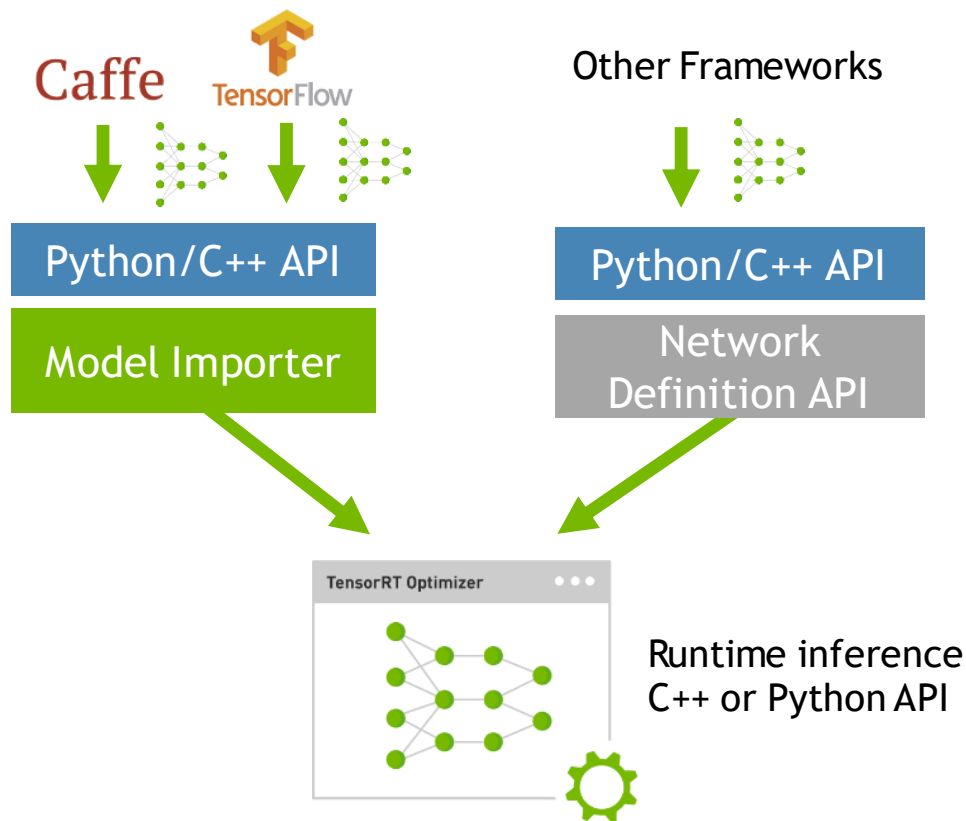 Caffe
TensorFlow
Other Frameworks
Python/C++ API
Model Importer
Python/C++ API
Network
Definition API
TensorRT Optimizer
Runtime inference
C++ or Python API